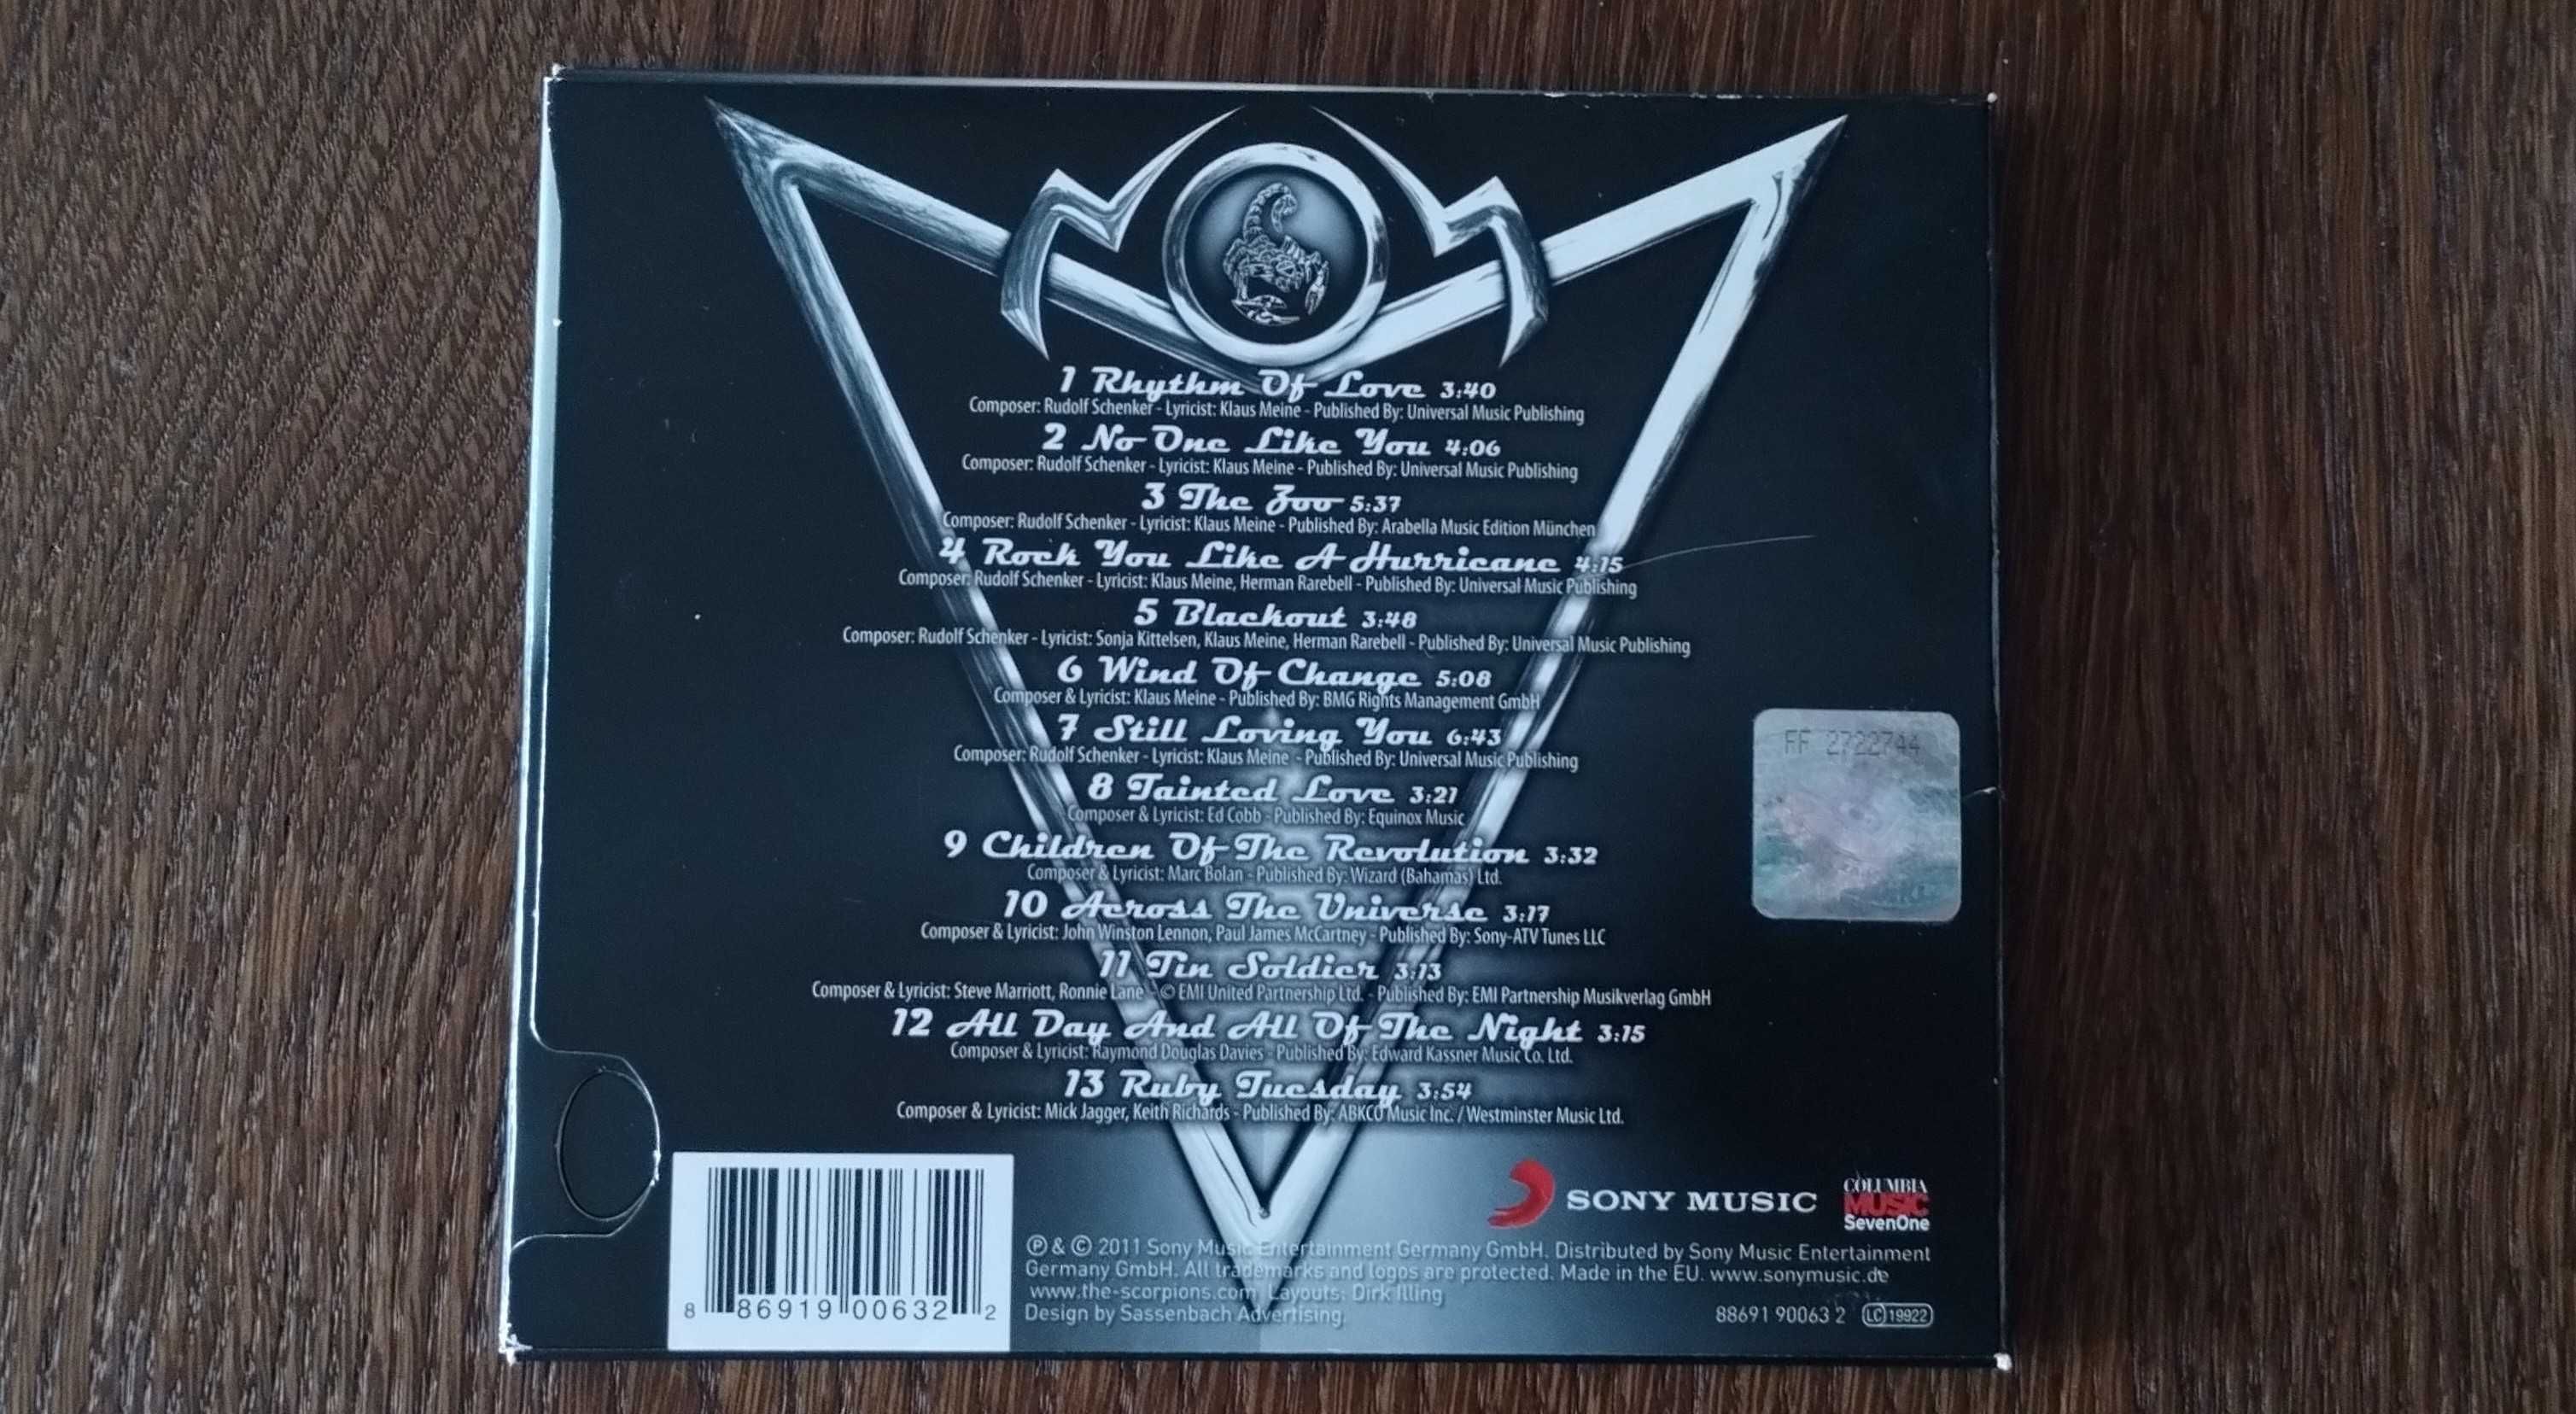 1 Rhythm Of Love 3:40
Composer: Rudolf Schenker - Lyricist: Klaus Meine - Published By: Universal Music Publishing
2 No One Like You 4:06
Composer: Rudolf Schenker - Lyricist: Klaus Meine - Published By: Universal Music Publishing
3 The Zoo 5:37
Composer: Rudolf Schenker - Lyricist: Klaus Meine - Published By: Arabella Music Edition München
4 Rock You Like A Hurricane 4:15
Composer: Rudolf Schenker - Lyricist: Klaus Meine, Herman Rarebell - Published By: Universal Music Publishing
5 Blackout 3:48
Composer: Rudolf Schenker - Lyricist: Sonja Kittelsen, Klaus Meine, Herman Rarebell - Published By: Universal Music Publishing
6 Wind Of Change 5:08
Composer & Lyricist: Klaus Meine - Published By: BMG Rights Management GmbH
7 Still Loving You 6:43
Composer: Rudolf Schenker - Lyricist: Klaus Meine - Published By: Universal Music Publishing
FF 2722744
8 Tainted Love 3:21
Composer & Lyricist: Ed Cobb - Published By: Equinox Music
9 Children Of The Revolution 3:32
Composer & Lyricist: Marc Bolan - Published By: Wizard (Bahamas) Ltd.
10 Across The Universe 3:17
Composer & Lyricist: John Winston Lennon, Paul James McCartney - Published By: Sony-ATV Tunes LLC
11 Tin Soldier 3:13
Composer & Lyricist: Steve Marriott, Ronnie Lane - © EMI United Partnership Ltd. - Published By: EMI Partnership Musikverlag GmbH
12 All Day And All Of The Night 3:15
Composer & Lyricist: Raymond Douglas Davies - Published By: Edward Kassner Music Co. Ltd.
13 Ruby Tuesday 3:54
Composer & Lyricist: Mick Jagger, Keith Richards - Published By: ABKCO Music Inc. / Westminster Music Ltd.
SONY MUSIC
COLUMBIA
MUSIC
SevenOne
℗ & © 2011 Sony Music Entertainment Germany GmbH. Distributed by Sony Music Entertainment
Germany GmbH. All trademarks and logos are protected. Made in the EU. www.sonymusic.de
www.the-scorpions.com Layouts: Dirk Illing
Design by Sassenbach Advertising.
88691 90063 2 LC 19922
8 86919 00632 2